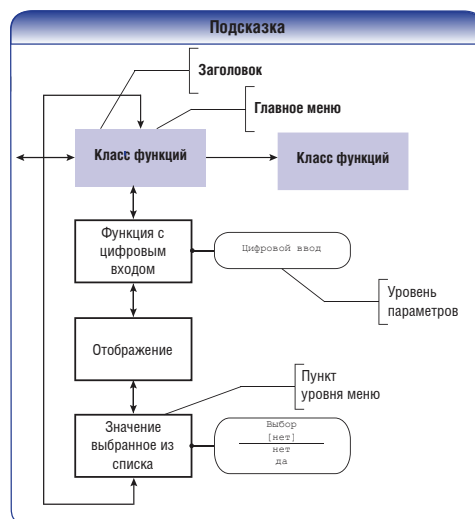 Подсказка
Заголовок
Главное меню
Класс функций
Класс функций
Функция с
цифровым
входом
Цифровой ввод
Уровень
параметров
Отображение
Пункт
уровня меню
Значение
выбранное из
списка
Выбор
[нет]
нет
да